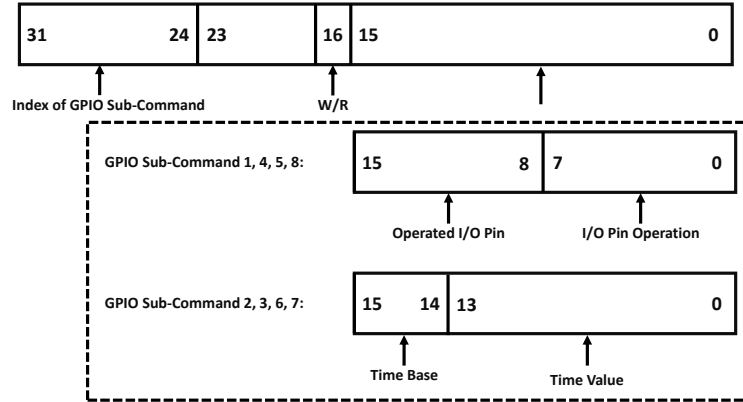 31 24 23 16 15 0
Index of GPIO Sub-Command W/R
GPIO Sub-Command 1, 4, 5, 8: 15 8 7 0
Operated I/O Pin I/O Pin Operation
GPIO Sub-Command 2, 3, 6, 7: 15 14 13 0
Time Base Time Value